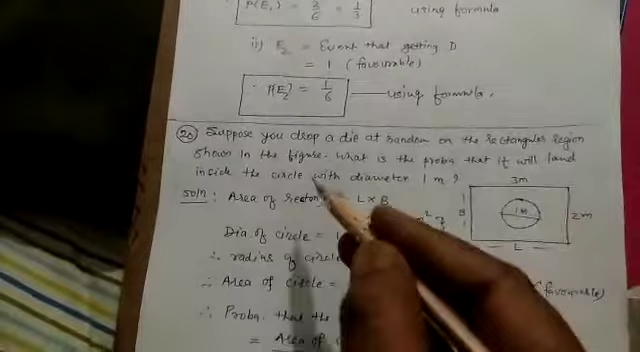 P(E₁) = 2/6 = 1/3 using formula
ii) E₂ = Event that getting D
= 1 (favourable)
P(E₂) = 1/6 using formula.
20 Suppose you drop a die at random on the rectangular region
shown in the figure. What is the proba that it will land
inside the circle with diameter 1 m?
3m
Soln : Area of L × B
B 1m 2m
m²
L
Dia of circle =
∴ radius of circle
∴ Area of circle = (favourable)
∴ Proba. that the
= Area of